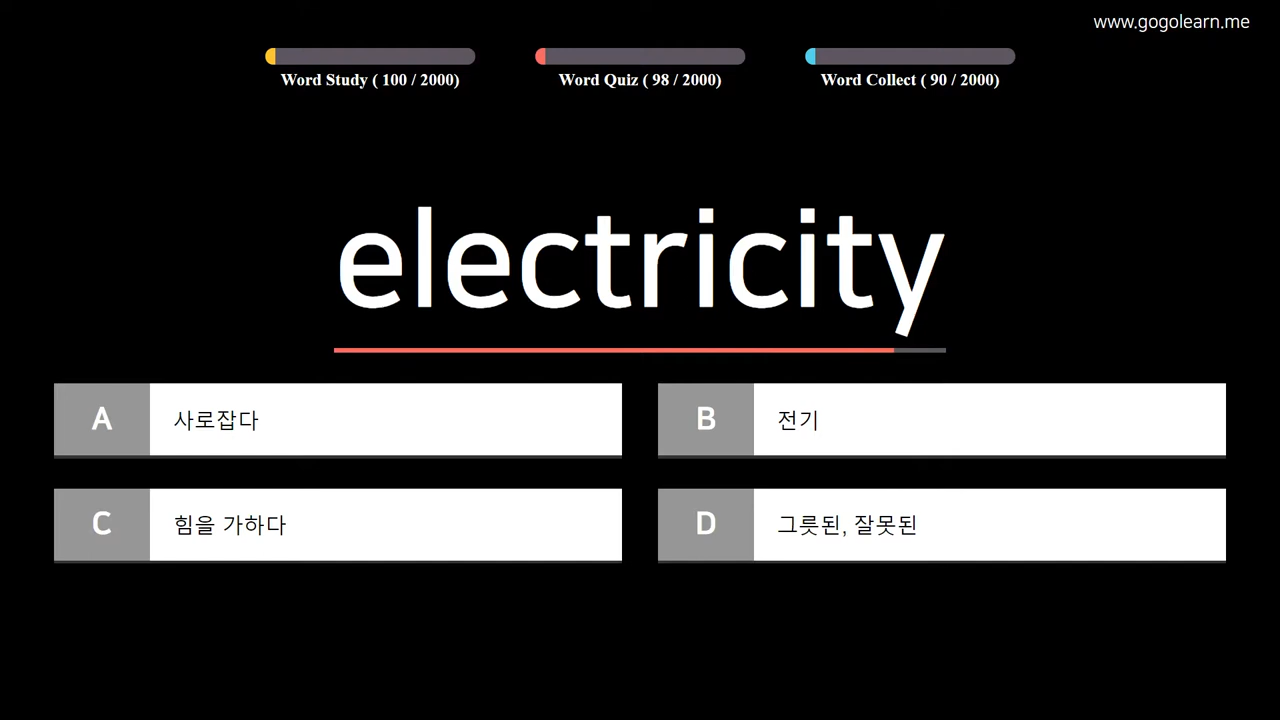 www.gogolearn.me
Word Study ( 100 / 2000)
Word Quiz ( 98 / 2000)
Word Collect ( 90 / 2000)
electricity
A 사로잡다
B 전기
C 힘을 가하다
D 그릇된, 잘못된